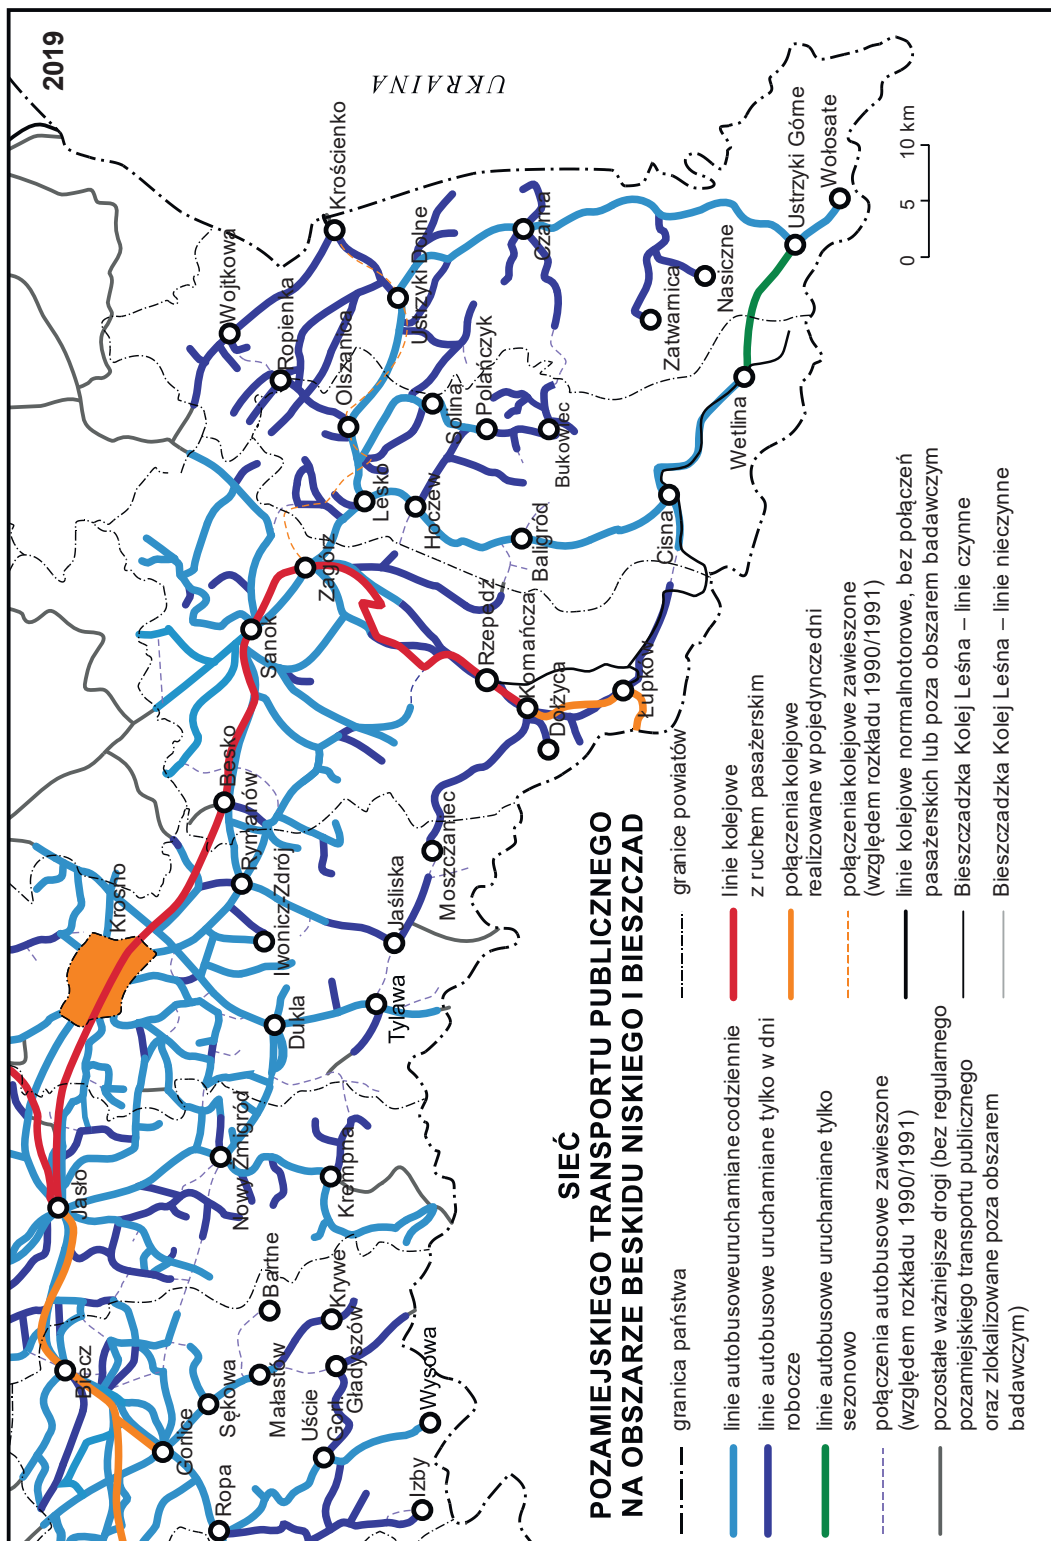 2019
UKRAINA
Krościenko
Wojtkowa
Ropienka
Ustrzyki Dolne
Olszanica
Czarna
Solina
Polańczyk
Bukowiec
Lesko
Hoczew
Baligród
Zatwarnica
Nasiczne
Ustrzyki Górne
Wołosate
Wetlina
Cisna
0
5
10 km
Zagórz
Sanok
Rzepedź
Komańcza
Dołżyca
Łupków
Besko
Rymanów
Iwonicz-Zdrój
Krosno
Moszczaniec
Jaśliska
Tylawa
Dukla
Nowy Żmigród
Krempna
Jasło
Bartne
Krywe
Małastów
Gładyszów
Biecz
Sękowa
Gorlice
Uście
Gorl.
Wysowa
Ropa
Izby
SIEĆ
POZAMIEJSKIEGO TRANSPORTU PUBLICZNEGO
NA OBSZARZE BESKIDU NISKIEGO I BIESZCZAD
granica państwa
linie autobusowe uruchamiane codziennie
linie autobusowe uruchamiane tylko w dni
robocze
linie autobusowe uruchamiane tylko
sezonowo
połączenia autobusowe zawieszone
(względem rozkładu 1990/1991)
pozostałe ważniejsze drogi (bez regularnego
pozamiejskiego transportu publicznego
oraz zlokalizowane poza obszarem
badawczym)
granice powiatów
linie kolejowe
z ruchem pasażerskim
połączenia kolejowe
realizowane w pojedyncze dni
połączenia kolejowe zawieszone
(względem rozkładu 1990/1991)
linie kolejowe normalnotorowe, bez połączeń
pasażerskich lub poza obszarem badawczym
Bieszczadzka Kolej Leśna – linie czynne
Bieszczadzka Kolej Leśna – linie nieczynne